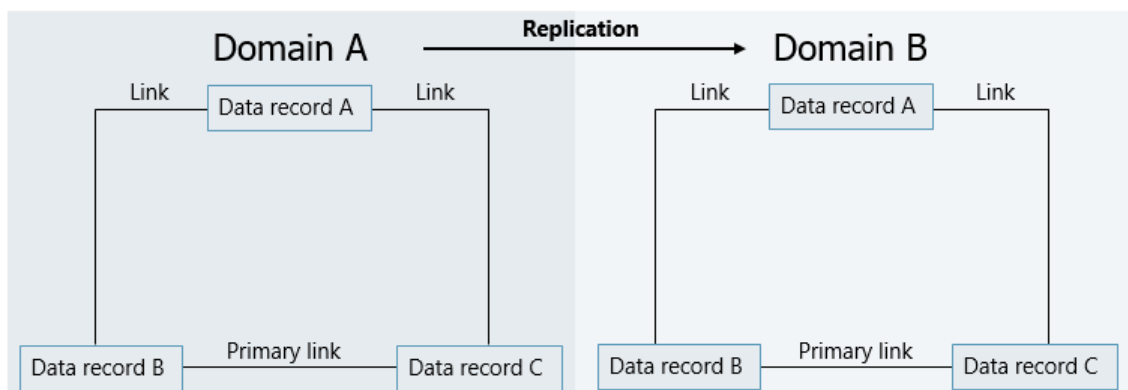 Replication
Domain A
Domain B
Link
Link
Data record A
Link
Link
Data record A
Primary link
Data record B
Data record C
Primary link
Data record B
Data record C